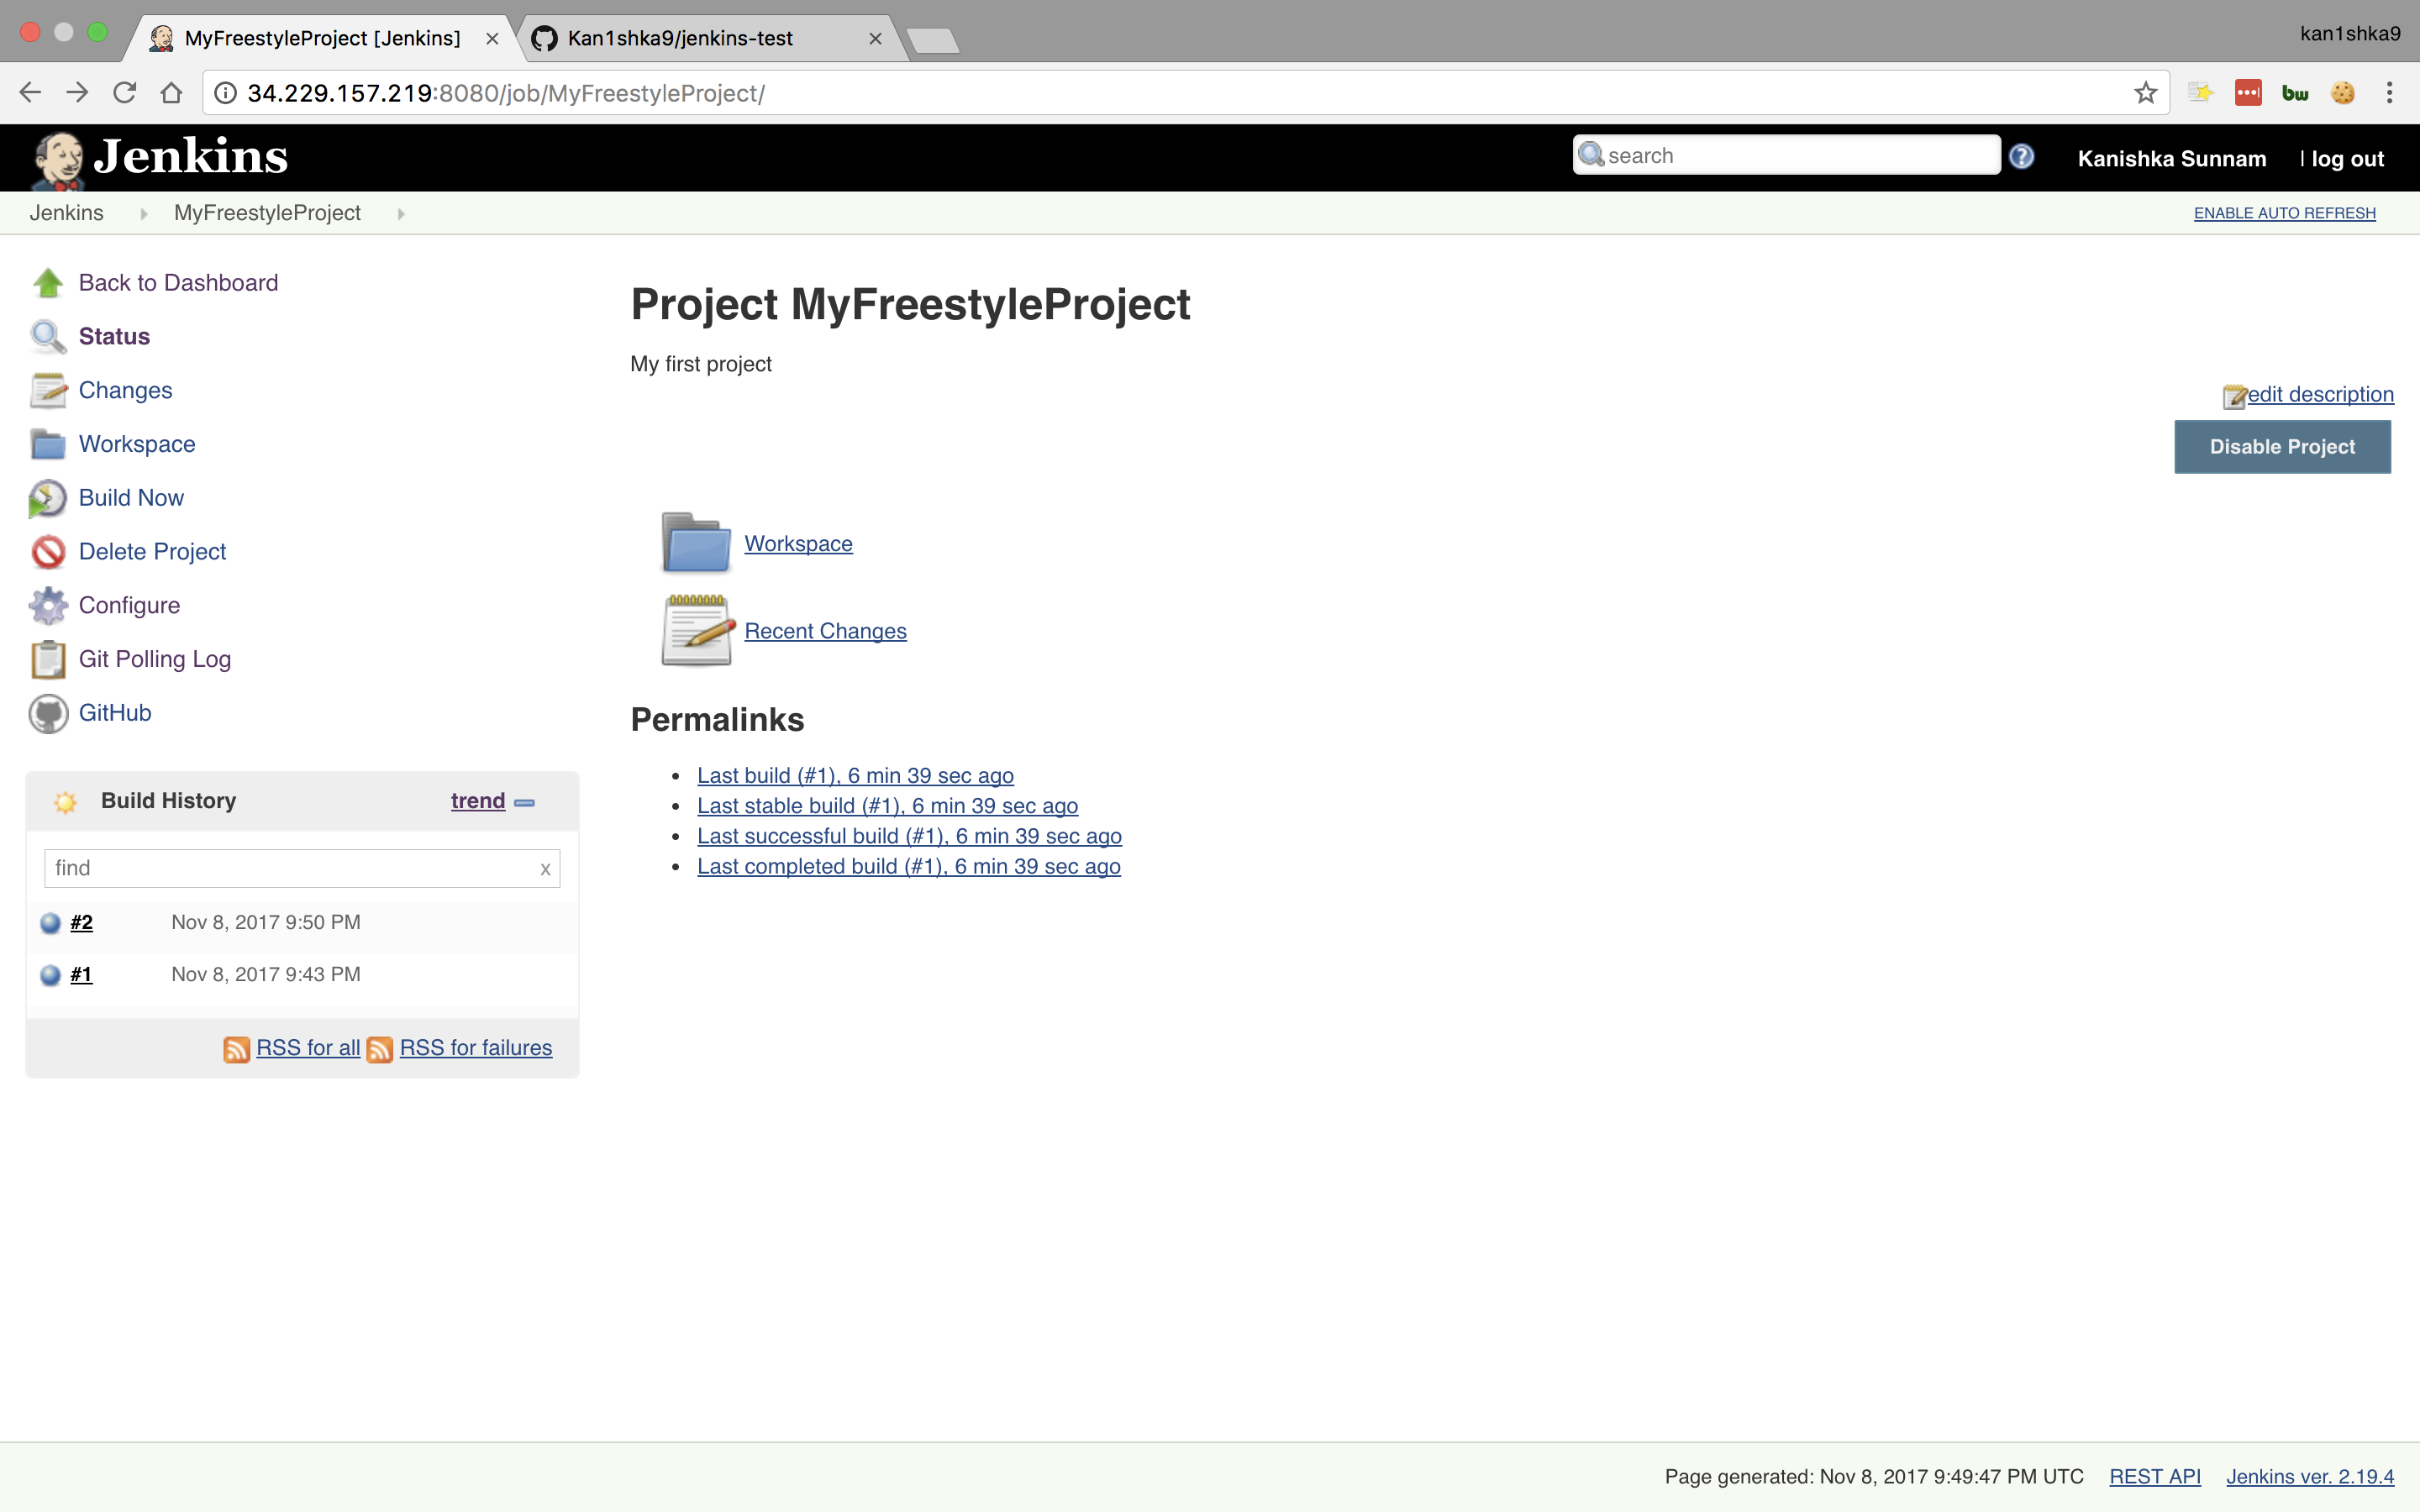 MyFreestyleProject [Jenkins]
Kan1shka9/jenkins-test
kan1shka9
34.229.157.219:8080/job/MyFreestyleProject/
bw
Jenkins
search
Kanishka Sunnam | log out
Jenkins MyFreestyleProject
ENABLE AUTO REFRESH
Back to Dashboard
Status
Changes
Workspace
Build Now
Delete Project
Configure
Git Polling Log
GitHub
Build History trend
find x
#2 Nov 8, 2017 9:50 PM
#1 Nov 8, 2017 9:43 PM
RSS for all RSS for failures
Project MyFreestyleProject
My first project
edit description
Disable Project
Workspace
Recent Changes
Permalinks
Last build (#1), 6 min 39 sec ago
Last stable build (#1), 6 min 39 sec ago
Last successful build (#1), 6 min 39 sec ago
Last completed build (#1), 6 min 39 sec ago
Page generated: Nov 8, 2017 9:49:47 PM UTC REST API Jenkins ver. 2.19.4